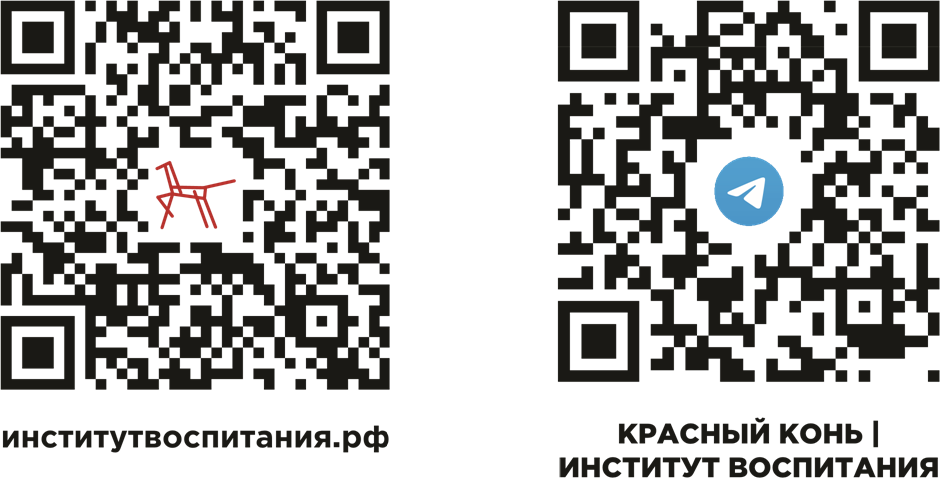 институтвоспитания.рф
КРАСНЫЙ КОНЬ |
ИНСТИТУТ ВОСПИТАНИЯ